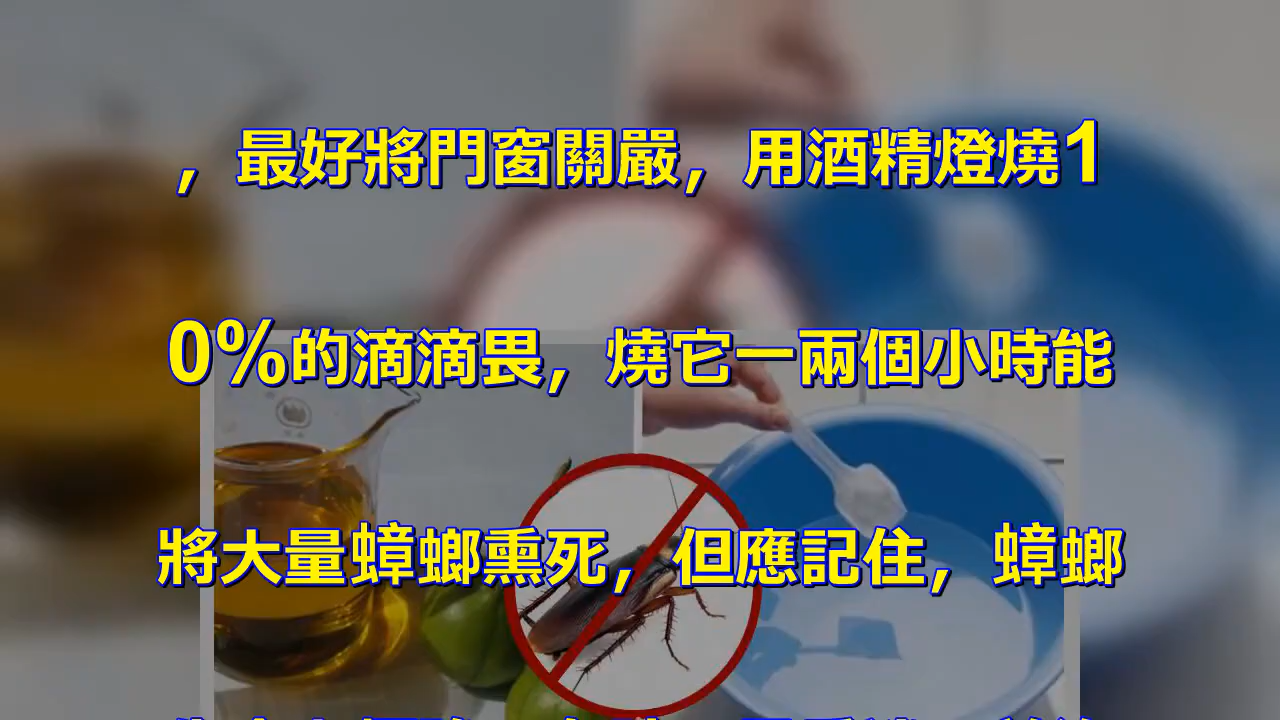 ，最好將門窗關嚴，用酒精燈燒1
0%的滴滴畏，燒它一兩個小時能
將大量蟑螂熏死，但應記住，蟑螂